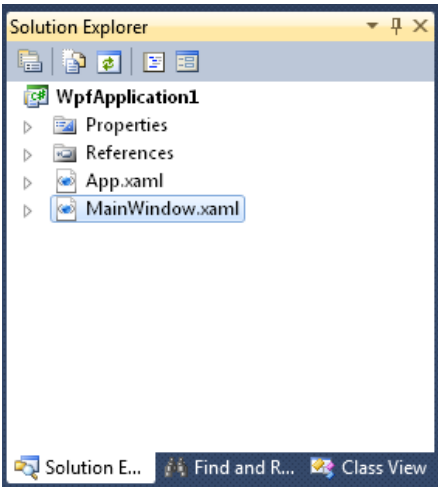 Solution Explorer
WpfApplication1
Properties
References
App.xaml
MainWindow.xaml
Solution E... Find and R... Class View